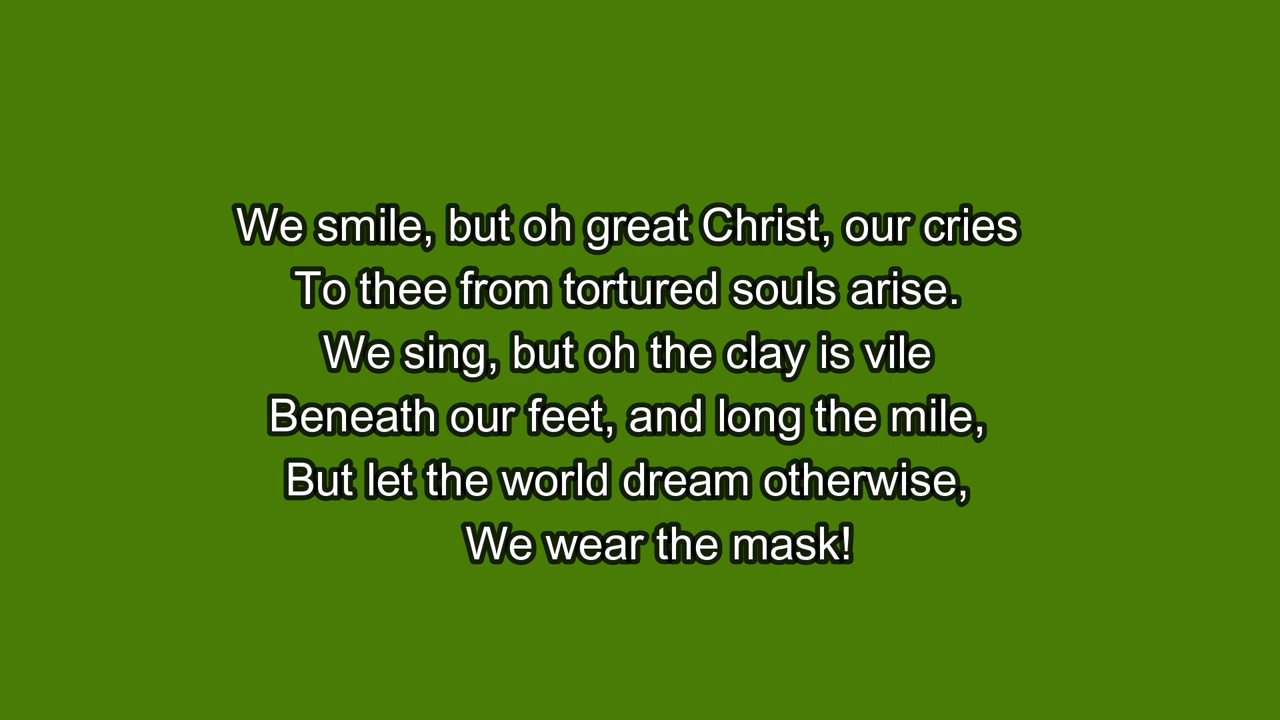 We smile, but oh great Christ, our cries
To thee from tortured souls arise.
We sing, but oh the clay is vile
Beneath our feet, and long the mile,
But let the world dream otherwise,
We wear the mask!